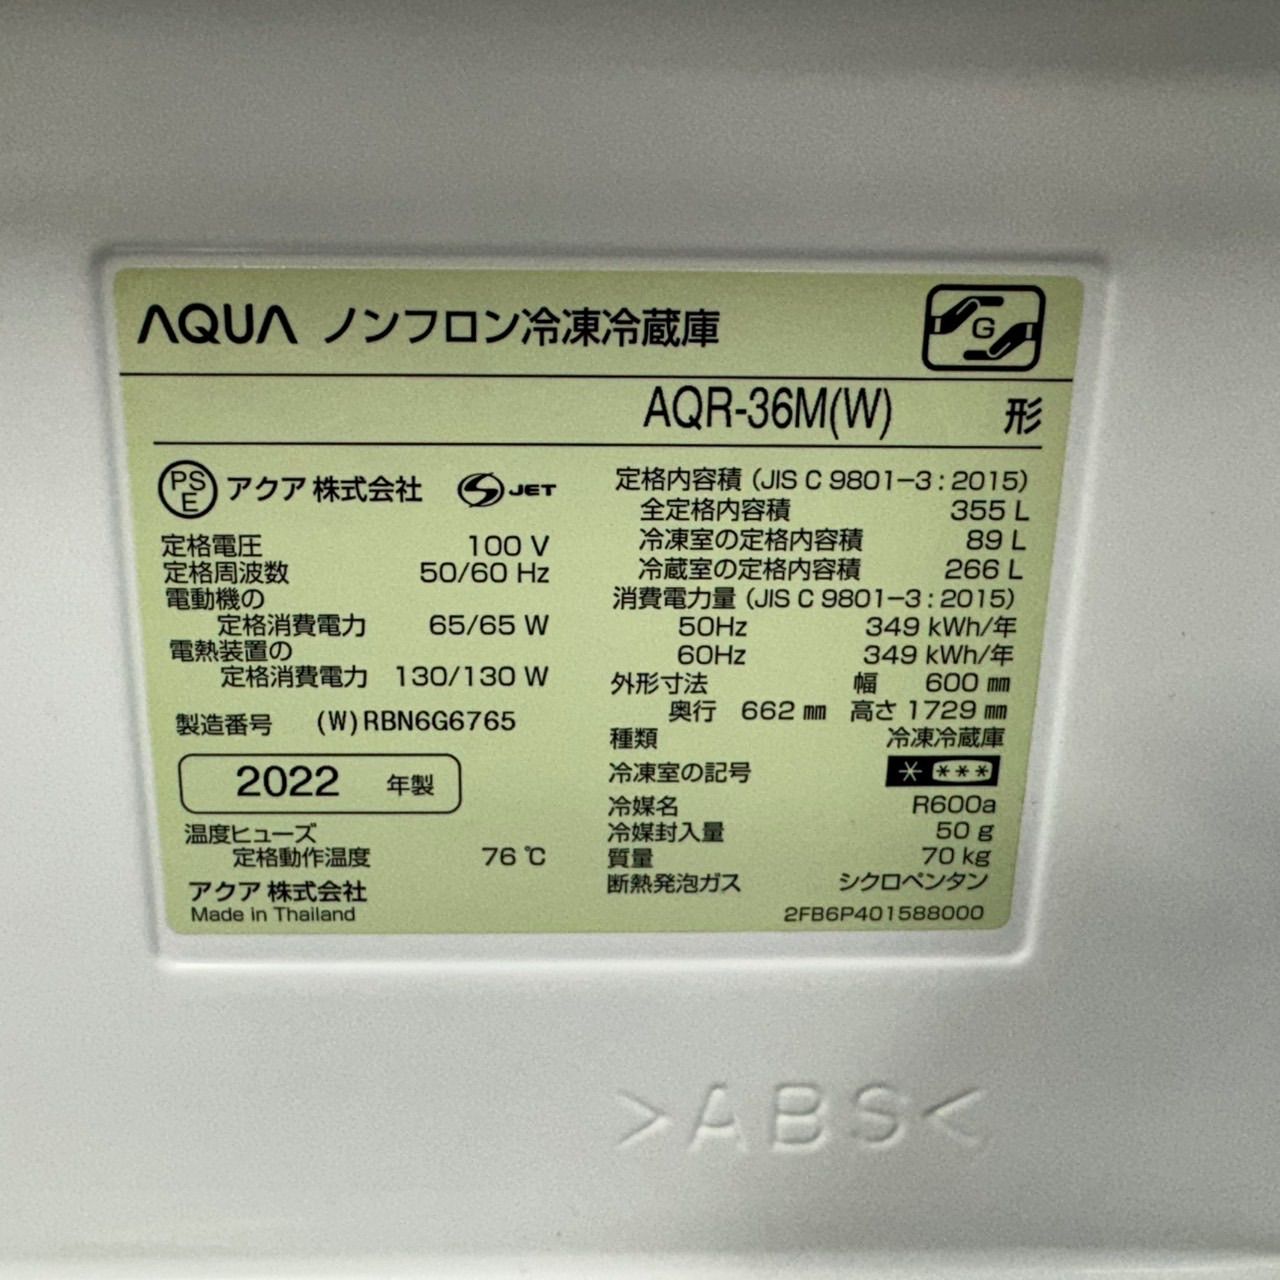 AQUA ノンフロン冷凍冷蔵庫
G
AQR-36M(W) 形
PS E アクア 株式会社 S JET
定格電圧 100 V
定格周波数 50/60 Hz
電動機の
定格消費電力 65/65 W
電熱装置の
定格消費電力 130/130 W
製造番号 (W)RBN6G6765
2022 年製
温度ヒューズ
定格動作温度 76 ℃
アクア 株式会社
Made in Thailand
定格内容積 (JIS C 9801-3 : 2015)
全定格内容積 355 L
冷凍室の定格内容積 89 L
冷蔵室の定格内容積 266 L
消費電力量 (JIS C 9801-3 : 2015)
50Hz 349 kWh/年
60Hz 349 kWh/年
外形寸法 幅 600 ㎜
奥行 662 ㎜ 高さ 1729 ㎜
種類 冷凍冷蔵庫
冷凍室の記号 * ***
冷媒名 R600a
冷媒封入量 50 g
質量 70 kg
断熱発泡ガス シクロペンタン
2FB6P401588000
>ABS<